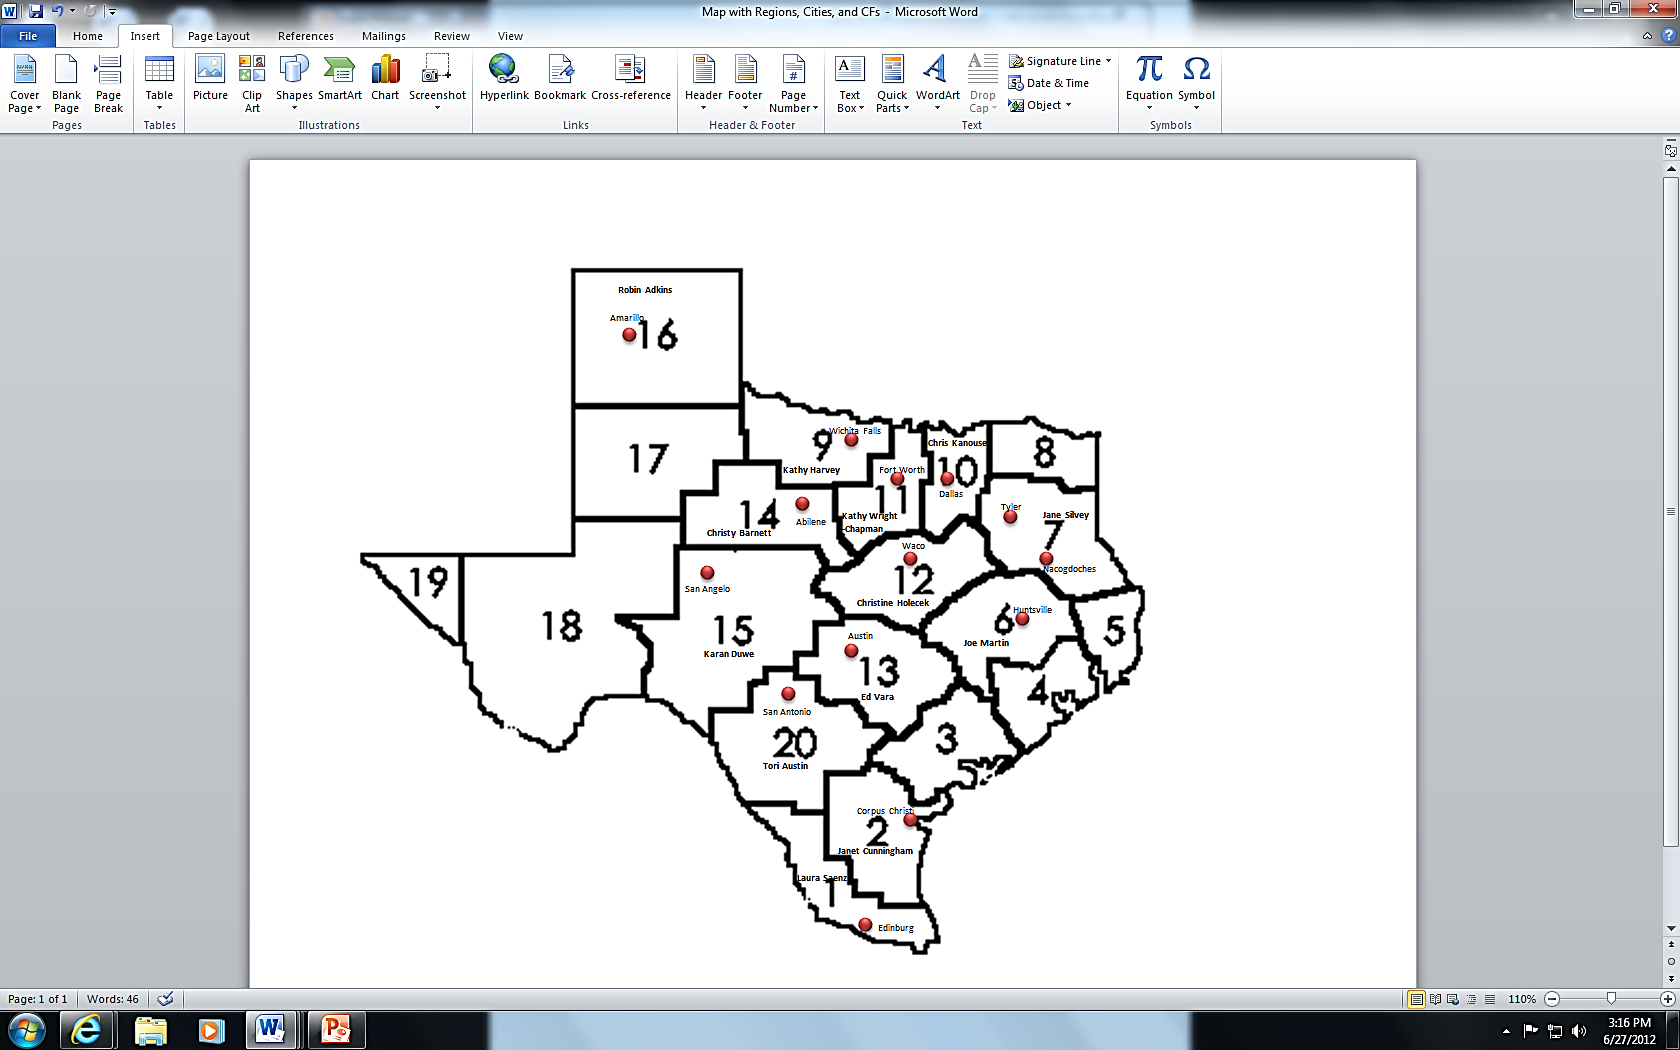 Map with Regions, Cities, and CFs - Microsoft Word
File Home Insert Page Layout References Mailings Review View
Cover Page
Blank Page
Page Break
Pages
Table
Tables
Picture
Clip Art
Shapes
SmartArt
Chart
Screenshot
Illustrations
Hyperlink
Bookmark
Cross-reference
Links
Header
Footer
Page Number
Header & Footer
Text Box
Quick Parts
WordArt
Drop Cap
Signature Line
Date & Time
Object
Text
Equation
Symbol
Symbols
Robin Adkins
Amarillo
16
17
Wichita Falls
9
Kathy Harvey
Chris Kanouse
10
Dallas
8
Fort Worth
11
Kathy Wright
-Chapman
14
Abilene
Christy Barnett
Tyler
Jane Silvey
7
Nacogdoches
Waco
12
Christine Holecek
19
18
San Angelo
15
Karan Duwe
Huntsville
6
Joe Martin
5
Austin
13
Ed Vara
4
San Antonio
20
Tori Austin
3
Corpus Christi
2
Janet Cunningham
Laura Saenz
1
Edinburg
Page: 1 of 1 Words: 46 110%
3:16 PM
6/27/2012